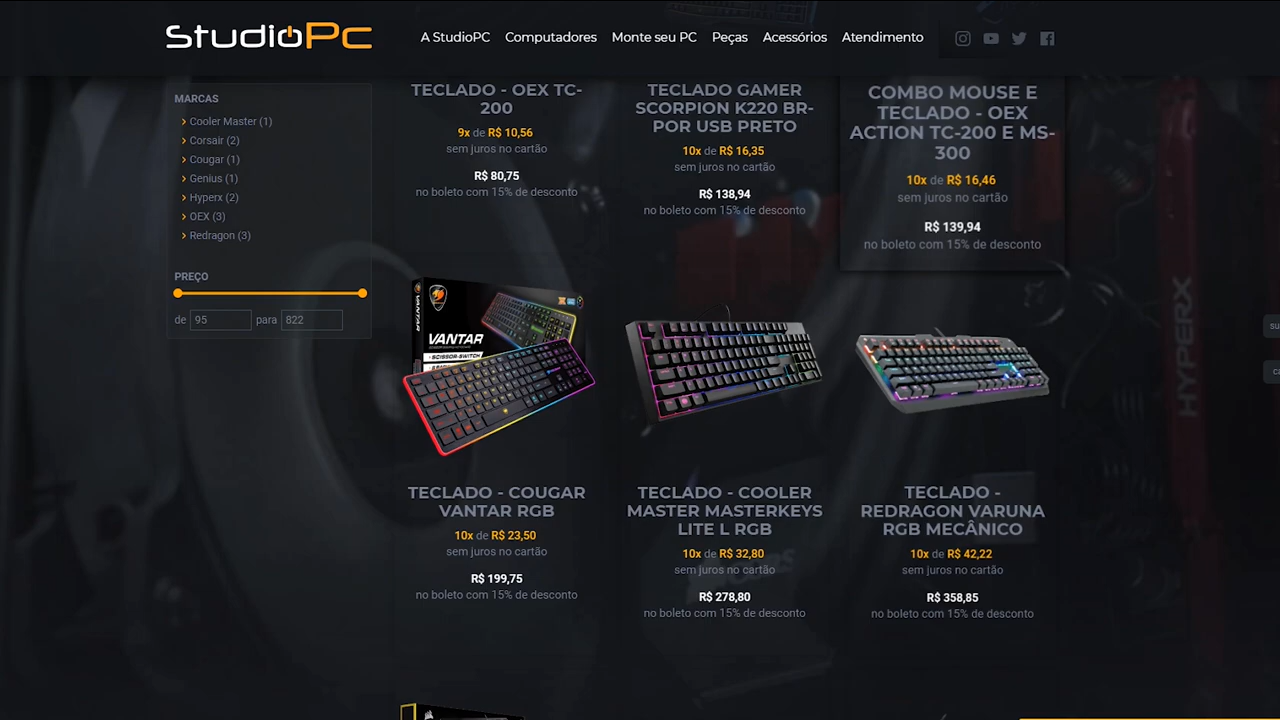 StudioPC
A StudioPC
Computadores
Monte seu PC
Peças
Acessórios
Atendimento
MARCAS
Cooler Master (1)
Corsair (2)
Cougar (1)
Genius (1)
Hyperx (2)
OEX (3)
Redragon (3)
PREÇO
de 95 para 822
TECLADO - OEX TC-
200
9x de R$ 10,56
sem juros no cartão
R$ 80,75
no boleto com 15% de desconto
TECLADO GAMER
SCORPION K220 BR-
POR USB PRETO
10x de R$ 16,35
sem juros no cartão
R$ 138,94
no boleto com 15% de desconto
COMBO MOUSE E
TECLADO - OEX
ACTION TC-200 E MS-
300
10x de R$ 16,46
sem juros no cartão
R$ 139,94
no boleto com 15% de desconto
VANTAR
VANTAR
SCISSOR-SWITCH
TECLADO - COUGAR
VANTAR RGB
10x de R$ 23,50
sem juros no cartão
R$ 199,75
no boleto com 15% de desconto
TECLADO - COOLER
MASTER MASTERKEYS
LITE L RGB
10x de R$ 32,80
sem juros no cartão
R$ 278,80
no boleto com 15% de desconto
TECLADO -
REDRAGON VARUNA
RGB MECÂNICO
10x de R$ 42,22
sem juros no cartão
R$ 358,85
no boleto com 15% de desconto
HYPERX
su
ca